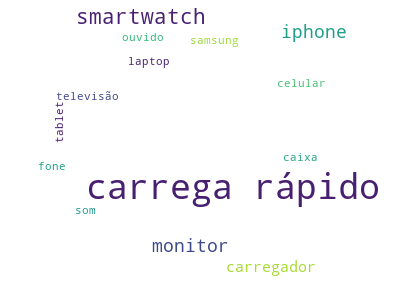 smartwatch
iphone
ouvido
samsung
laptop
celular
televisão
tablet
caixa
fone
carrega rápido
som
monitor
carregador